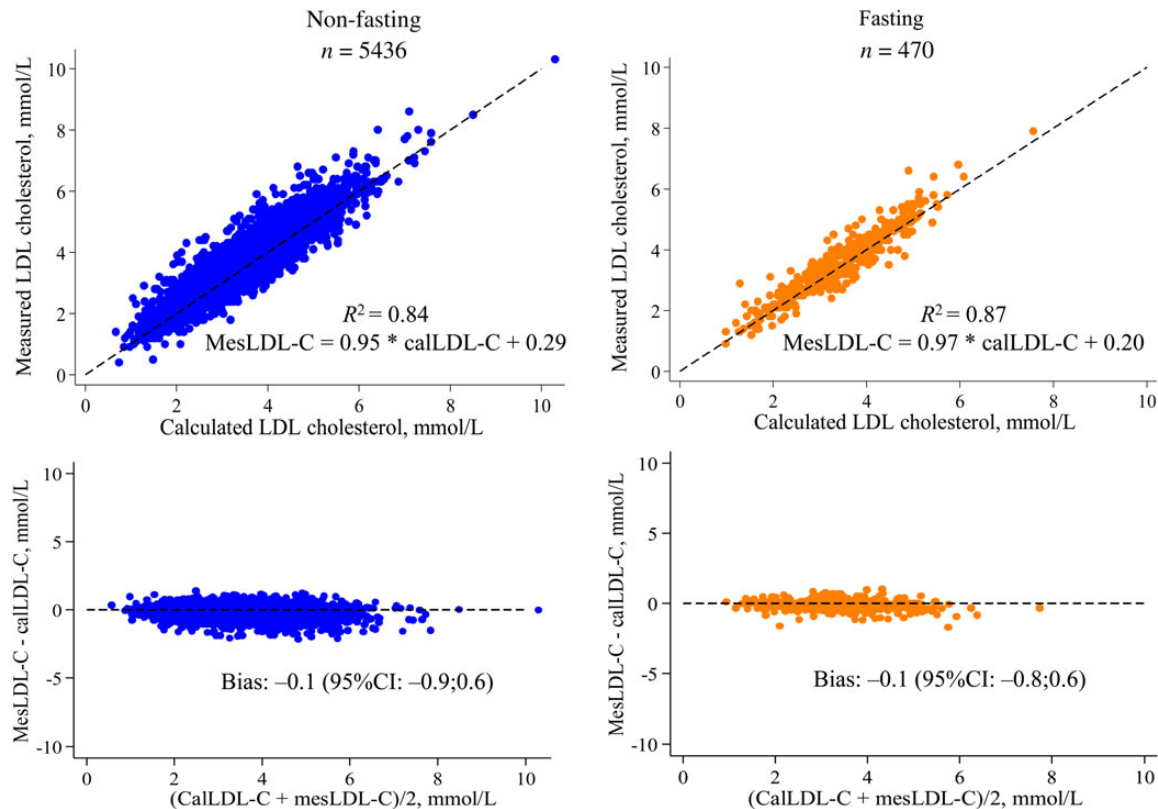 Non-fasting
n = 5436
Measured LDL cholesterol, mmol/L
10
8
6
4
2
0
R² = 0.84
MesLDL-C = 0.95 * calLDL-C + 0.29
0 2 4 6 8 10
Calculated LDL cholesterol, mmol/L
Fasting
n = 470
Measured LDL cholesterol, mmol/L
10
8
6
4
2
0
R² = 0.87
MesLDL-C = 0.97 * calLDL-C + 0.20
0 2 4 6 8 10
Calculated LDL cholesterol, mmol/L
MesLDL-C - calLDL-C, mmol/L
10
5
0
-5
-10
Bias: –0.1 (95%CI: –0.9;0.6)
0 2 4 6 8 10
(CalLDL-C + mesLDL-C)/2, mmol/L
MesLDL-C - calLDL-C, mmol/L
10
5
0
-5
-10
Bias: –0.1 (95%CI: –0.8;0.6)
0 2 4 6 8 10
(CalLDL-C + mesLDL-C)/2, mmol/L